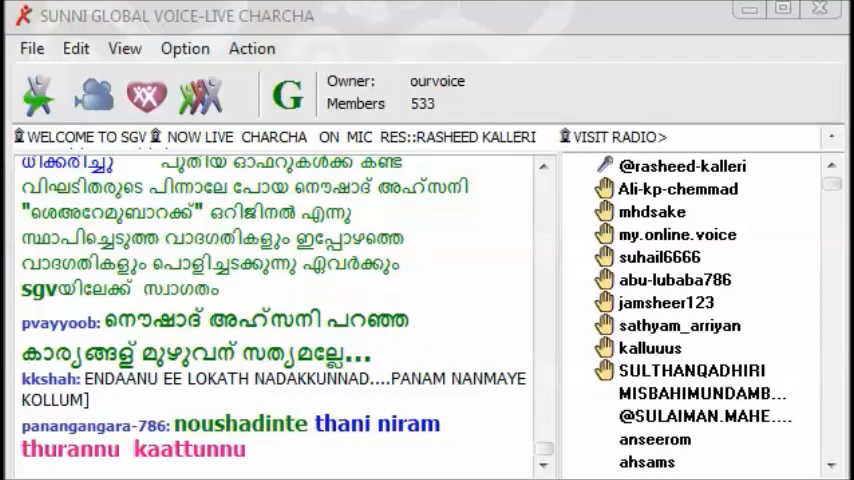 SUNNI GLOBAL VOICE-LIVE CHARCHA
File Edit View Option Action
G
Owner: ourvoice
Members 533
WELCOME TO SGV NOW LIVE CHARCHA ON MIC RES::RASHEED KALLERI VISIT RADIO>
ധിക്കരിച്ചു പുതിയ ഓഫറുകൾക്ക കണ്ട
വിഘടിതരുടെ പിന്നാലേ പോയ നൌഷാദ് അഹ്സനി
"ശെഅറേമുബാറക്ക്" ഒറിജിനൽ എന്നു
സ്ഥാപിച്ചെടുത്ത വാദഗതികളും ഇപ്പോഴത്തെ
വാദഗതികളും പൊളിച്ചടക്കുന്നു ഏവർക്കും
sgvയിലേക്ക് സ്വാഗതം
pvayyoob: നൌഷാദ് അഹ്സനി പറഞ്ഞ
കാര്യങ്ങള് മുഴുവന് സത്യമല്ലേ...
kkshah: ENDAANU EE LOKATH NADAKKUNNAD....PANAM NANMAYE
KOLLUM]
panangangara-786: noushadinte thani niram
thurannu kaattunnu
@rasheed-kalleri
Ali-kp-chemmad
mhdsake
my.online.voice
suhail6666
abu-lubaba786
jamsheer123
sathyam_arriyan
kalluuus
SULTHANQADHIRI
MISBAHIMUNDAMB...
@SULAIMAN.MAHE....
anseerom
ahsams